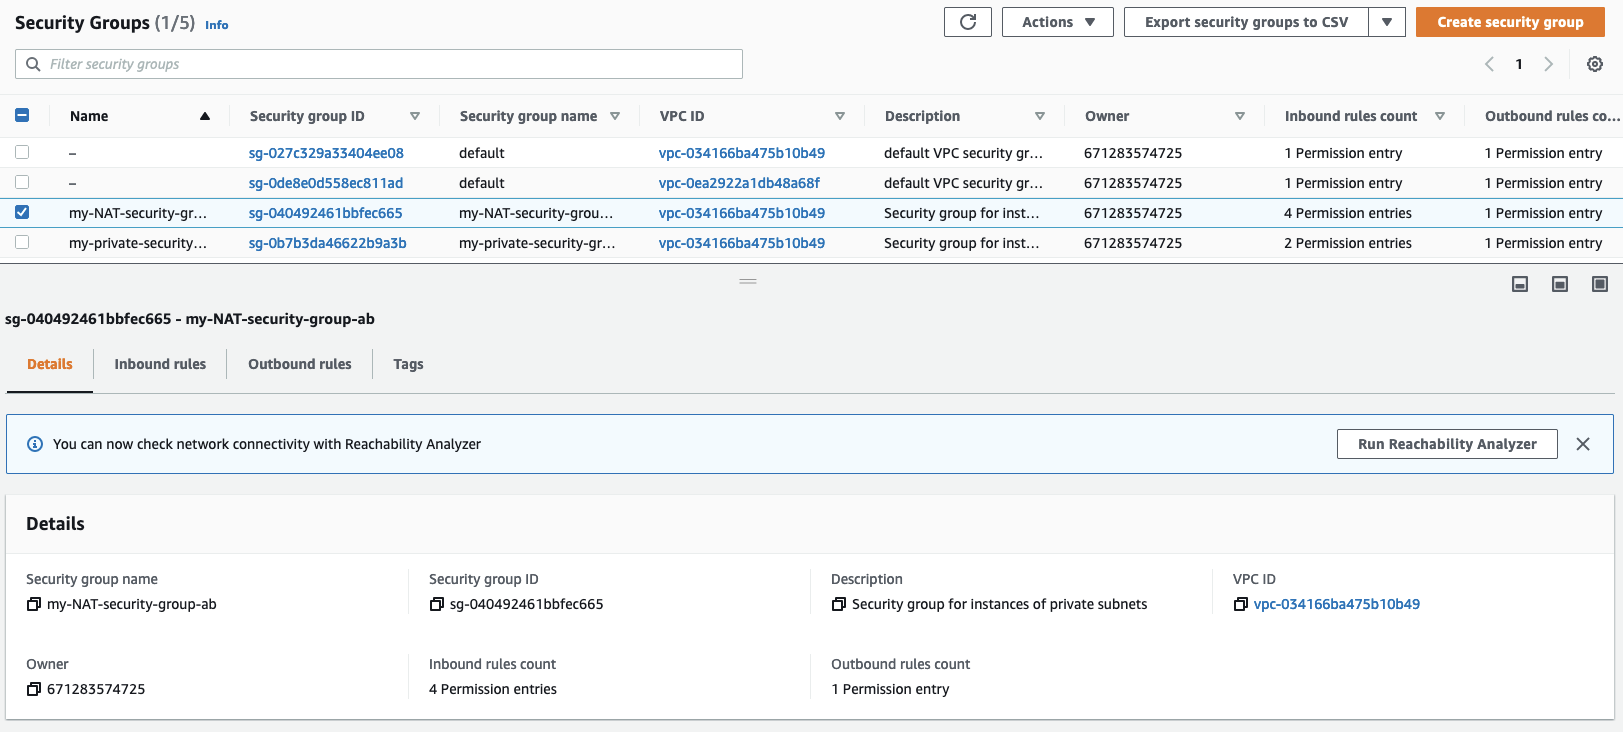 Security Groups (1/5) Info
Actions
Export security groups to CSV
Create security group
Filter security groups
1
Name Security group ID Security group name VPC ID Description Owner Inbound rules count Outbound rules co...
– sg-027c329a33404ee08 default vpc-034166ba475b10b49 default VPC security gr... 671283574725 1 Permission entry 1 Permission entry
– sg-0de8e0d558ec811ad default vpc-0ea2922a1db48a68f default VPC security gr... 671283574725 1 Permission entry 1 Permission entry
my-NAT-security-gr... sg-040492461bbfec665 my-NAT-security-grou... vpc-034166ba475b10b49 Security group for inst... 671283574725 4 Permission entries 1 Permission entry
my-private-security... sg-0b7b3da46622b9a3b my-private-security-gr... vpc-034166ba475b10b49 Security group for inst... 671283574725 2 Permission entries 1 Permission entry
sg-040492461bbfec665 - my-NAT-security-group-ab
Details Inbound rules Outbound rules Tags
You can now check network connectivity with Reachability Analyzer
Run Reachability Analyzer
Details
Security group name Security group ID Description VPC ID
my-NAT-security-group-ab sg-040492461bbfec665 Security group for instances of private subnets vpc-034166ba475b10b49
Owner Inbound rules count Outbound rules count
671283574725 4 Permission entries 1 Permission entry